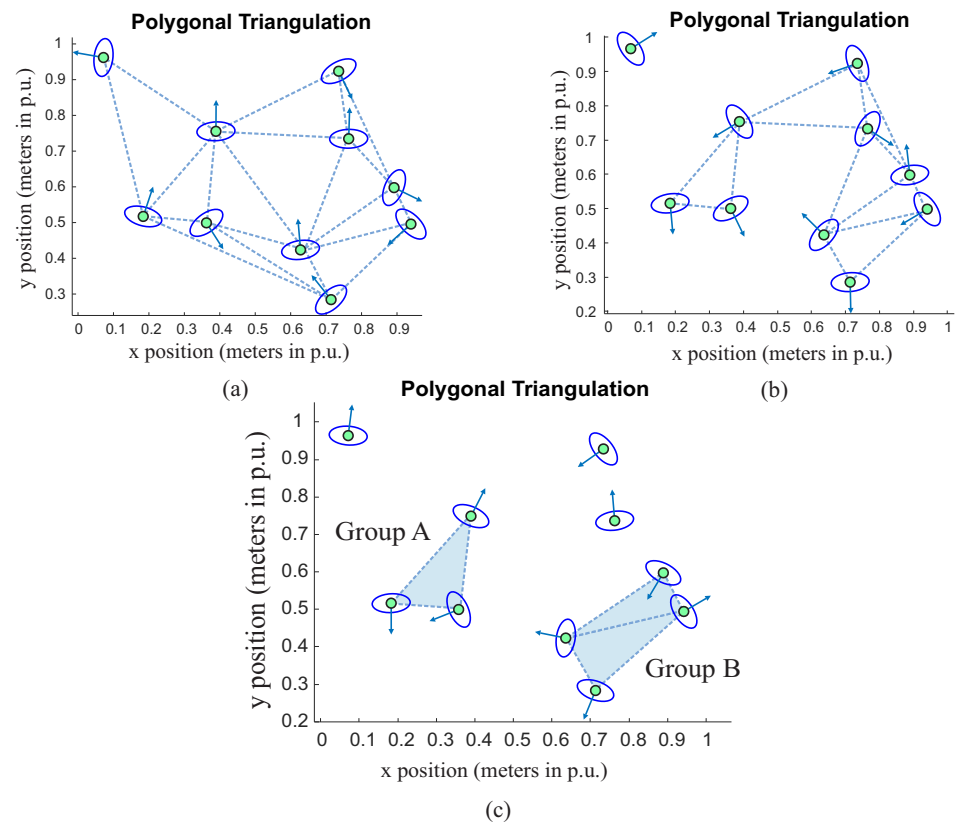 Polygonal Triangulation
1
0.9
0.8
0.7
0.6
0.5
0.4
0.3
y position (meters in p.u.)
0 0.1 0.2 0.3 0.4 0.5 0.6 0.7 0.8 0.9
x position (meters in p.u.)
(a)
Polygonal Triangulation
1
0.9
0.8
0.7
0.6
0.5
0.4
0.3
0.2
y position (meters in p.u.)
0 0.1 0.2 0.3 0.4 0.5 0.6 0.7 0.8 0.9 1
x position (meters in p.u.)
(b)
Polygonal Triangulation
1
0.9
0.8
0.7
0.6
0.5
0.4
0.3
0.2
y position (meters in p.u.)
Group A
Group B
0 0.1 0.2 0.3 0.4 0.5 0.6 0.7 0.8 0.9 1
x position (meters in p.u.)
(c)